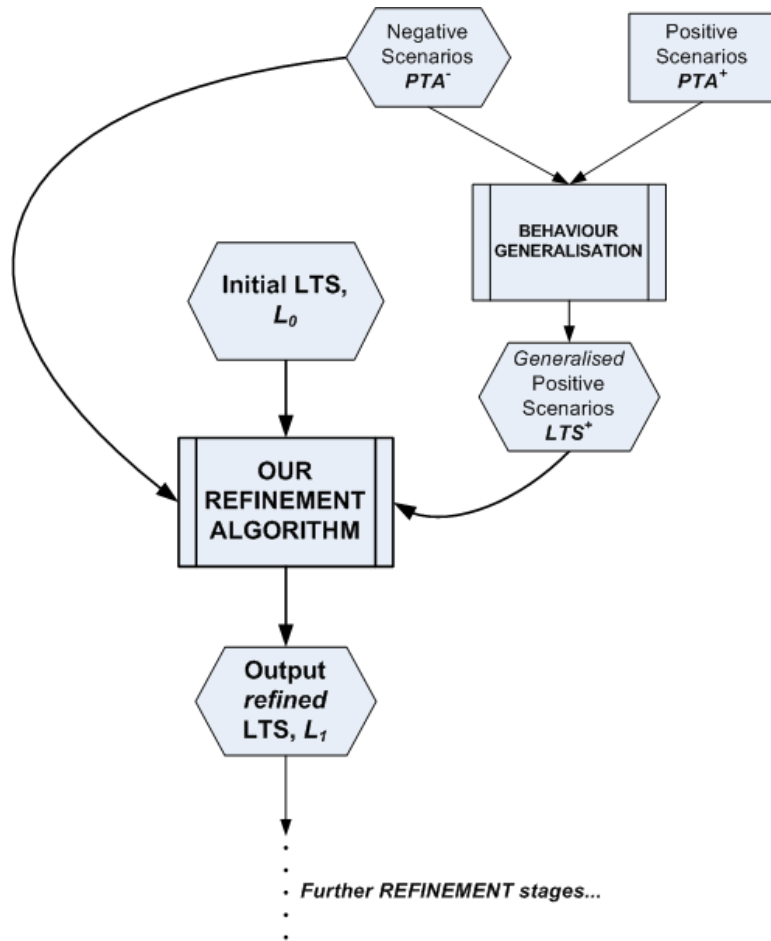 Negative
Scenarios
PTA⁻
Positive
Scenarios
PTA⁺
BEHAVIOUR
GENERALISATION
Initial LTS,
L₀
Generalised
Positive
Scenarios
LTS⁺
OUR
REFINEMENT
ALGORITHM
Output
refined
LTS, L₁
Further REFINEMENT stages...